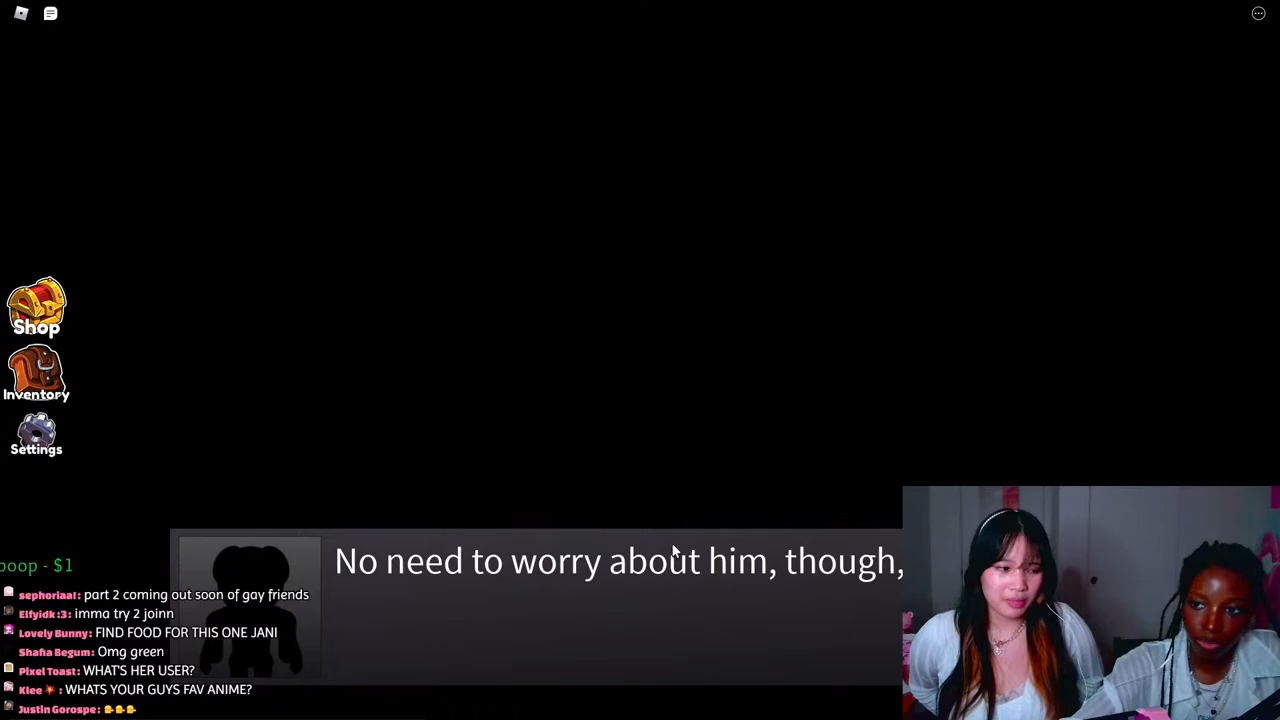 Shop
Inventory
Settings
No need to worry about him, though,
poop - $1
sephoriaa!: part 2 coming out soon of gay friends
Elfyidk :3: imma try 2 joinn
Lovely Bunny: FIND FOOD FOR THIS ONE JANI
Shafia Begum: Omg green
Pixel Toast: WHAT'S HER USER?
Klee💥: WHATS YOUR GUYS FAV ANIME?
Justin Gorospe: